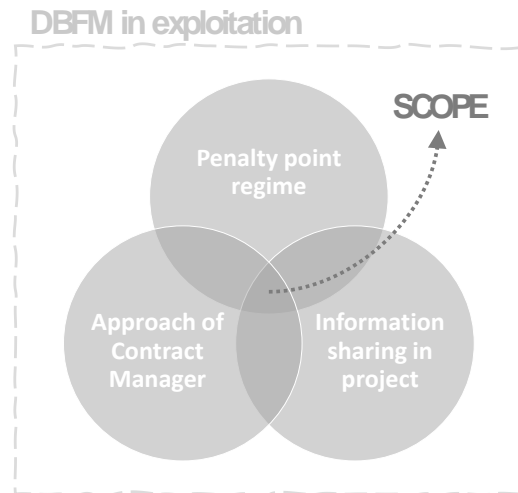 DBFM in exploitation
SCOPE
Penalty point
regime
Approach of
Contract
Manager
Information
sharing in
project